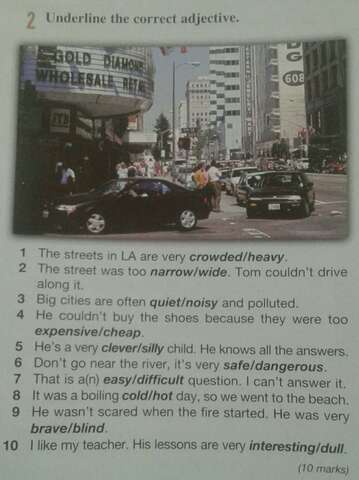 2 Underline the correct adjective.
GOLD DIAMOND
WHOLESALE RETAIL
D
G
608
1 The streets in LA are very crowded/heavy.
2 The street was too narrow/wide. Tom couldn't drive
along it.
3 Big cities are often quiet/noisy and polluted.
4 He couldn't buy the shoes because they were too
expensive/cheap.
5 He's a very clever/silly child. He knows all the answers.
6 Don't go near the river, it's very safe/dangerous.
7 That is a(n) easy/difficult question. I can't answer it.
8 It was a boiling cold/hot day, so we went to the beach.
9 He wasn't scared when the fire started. He was very
brave/blind.
10 I like my teacher. His lessons are very interesting/dull.
(10 marks)